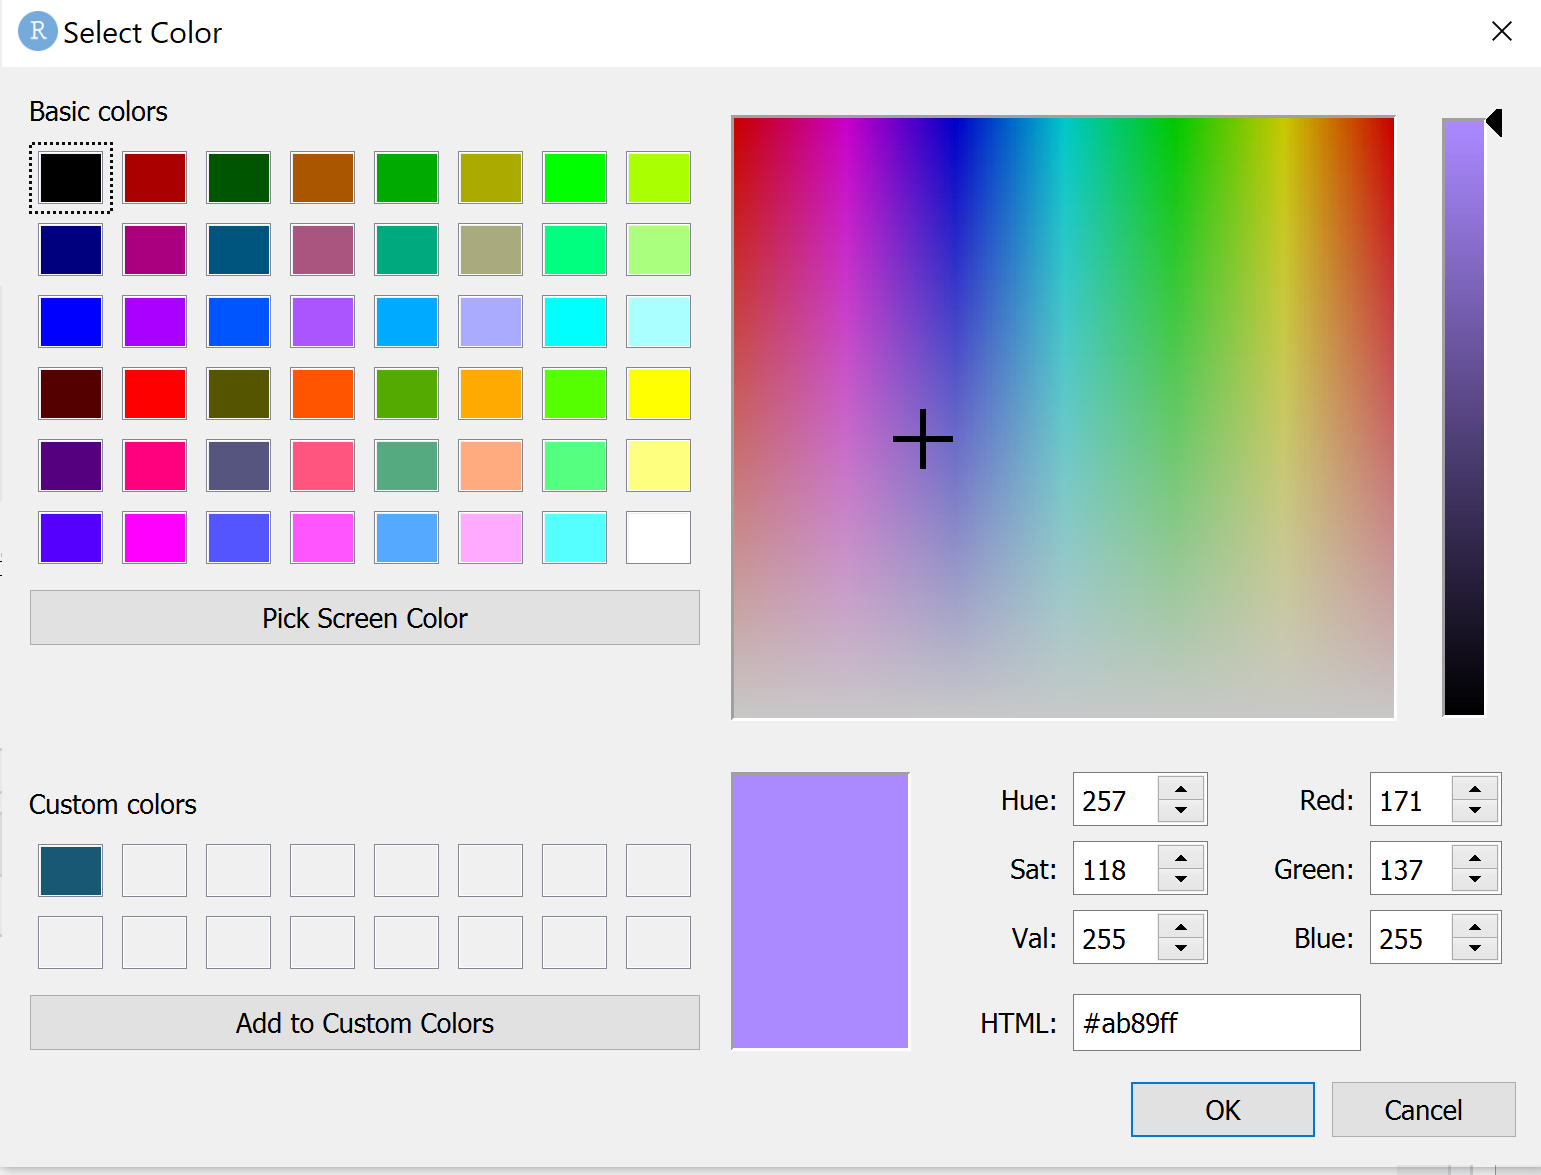 R Select Color
Basic colors
Pick Screen Color
Custom colors
Add to Custom Colors
Hue: 257 Red: 171
Sat: 118 Green: 137
Val: 255 Blue: 255
HTML: #ab89ff
OK Cancel